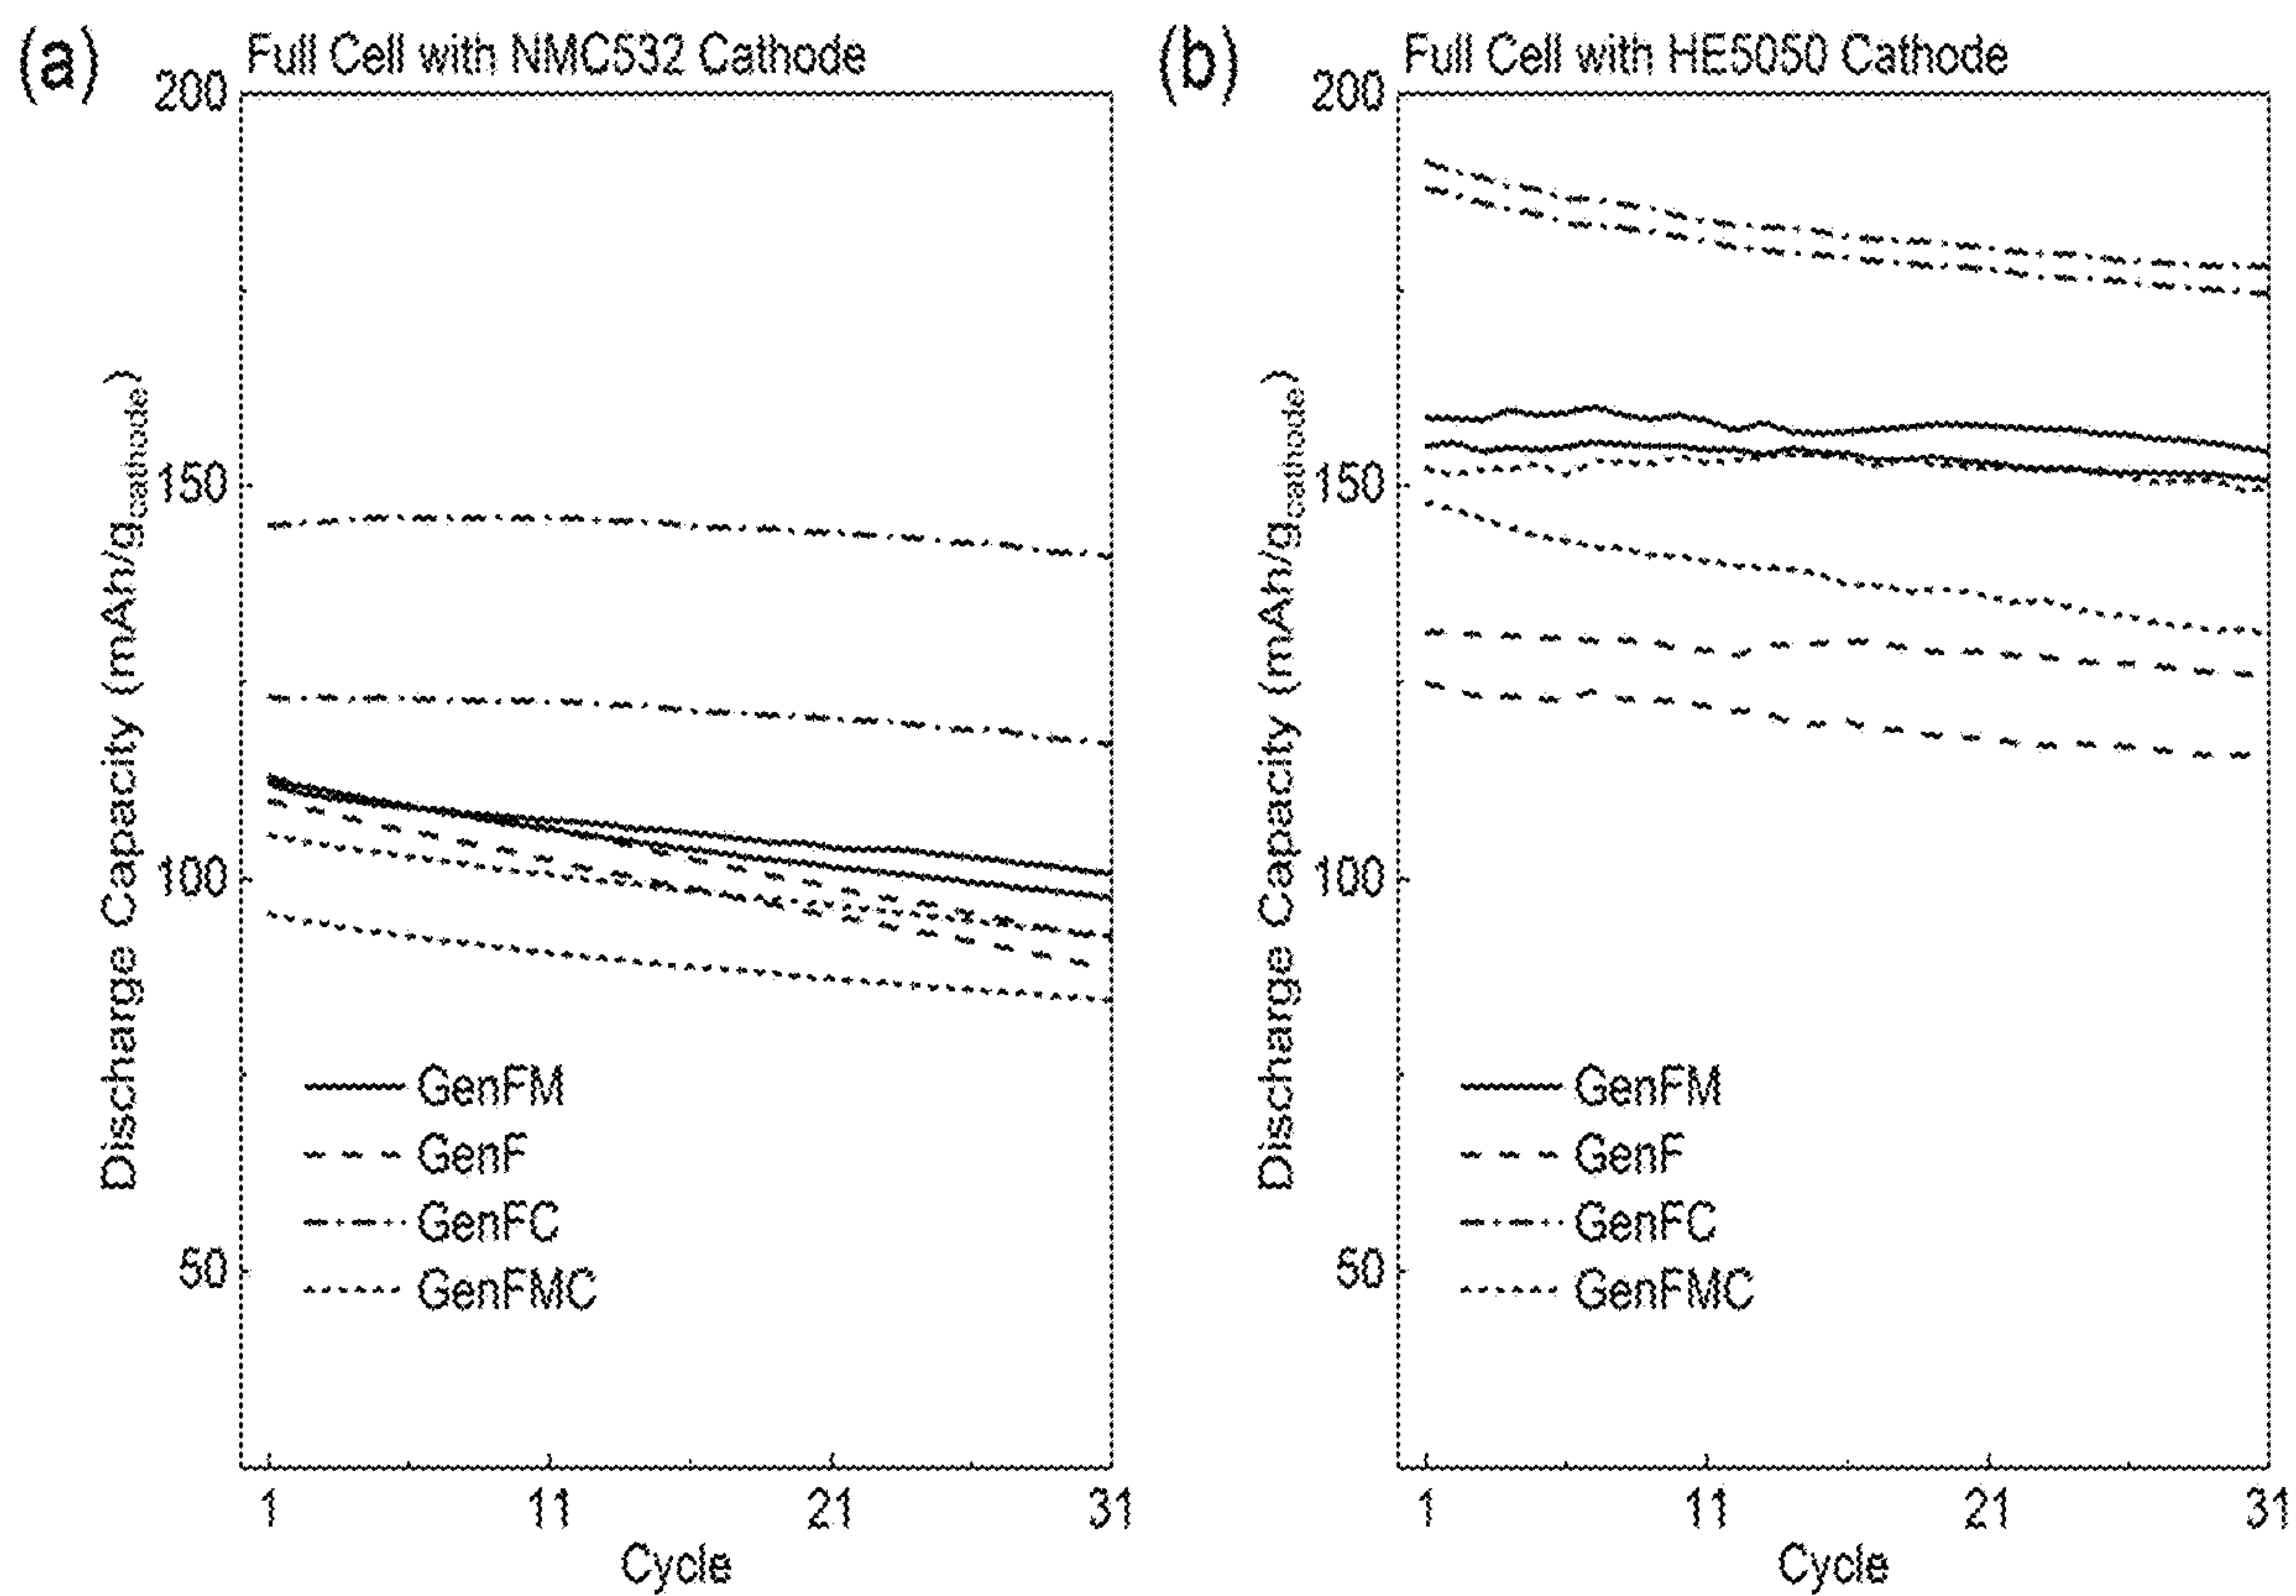 (a)
Full Cell with NMC532 Cathode
200
150
100
50
Discharge Capacity (mAh/gcathode)
GenFM
GenF
GenFC
GenFMC
1 11 21 31
Cycle
(b)
Full Cell with HE5050 Cathode
200
150
100
50
Discharge Capacity (mAh/gcathode)
GenFM
GenF
GenFC
GenFMC
1 11 21 31
Cycle